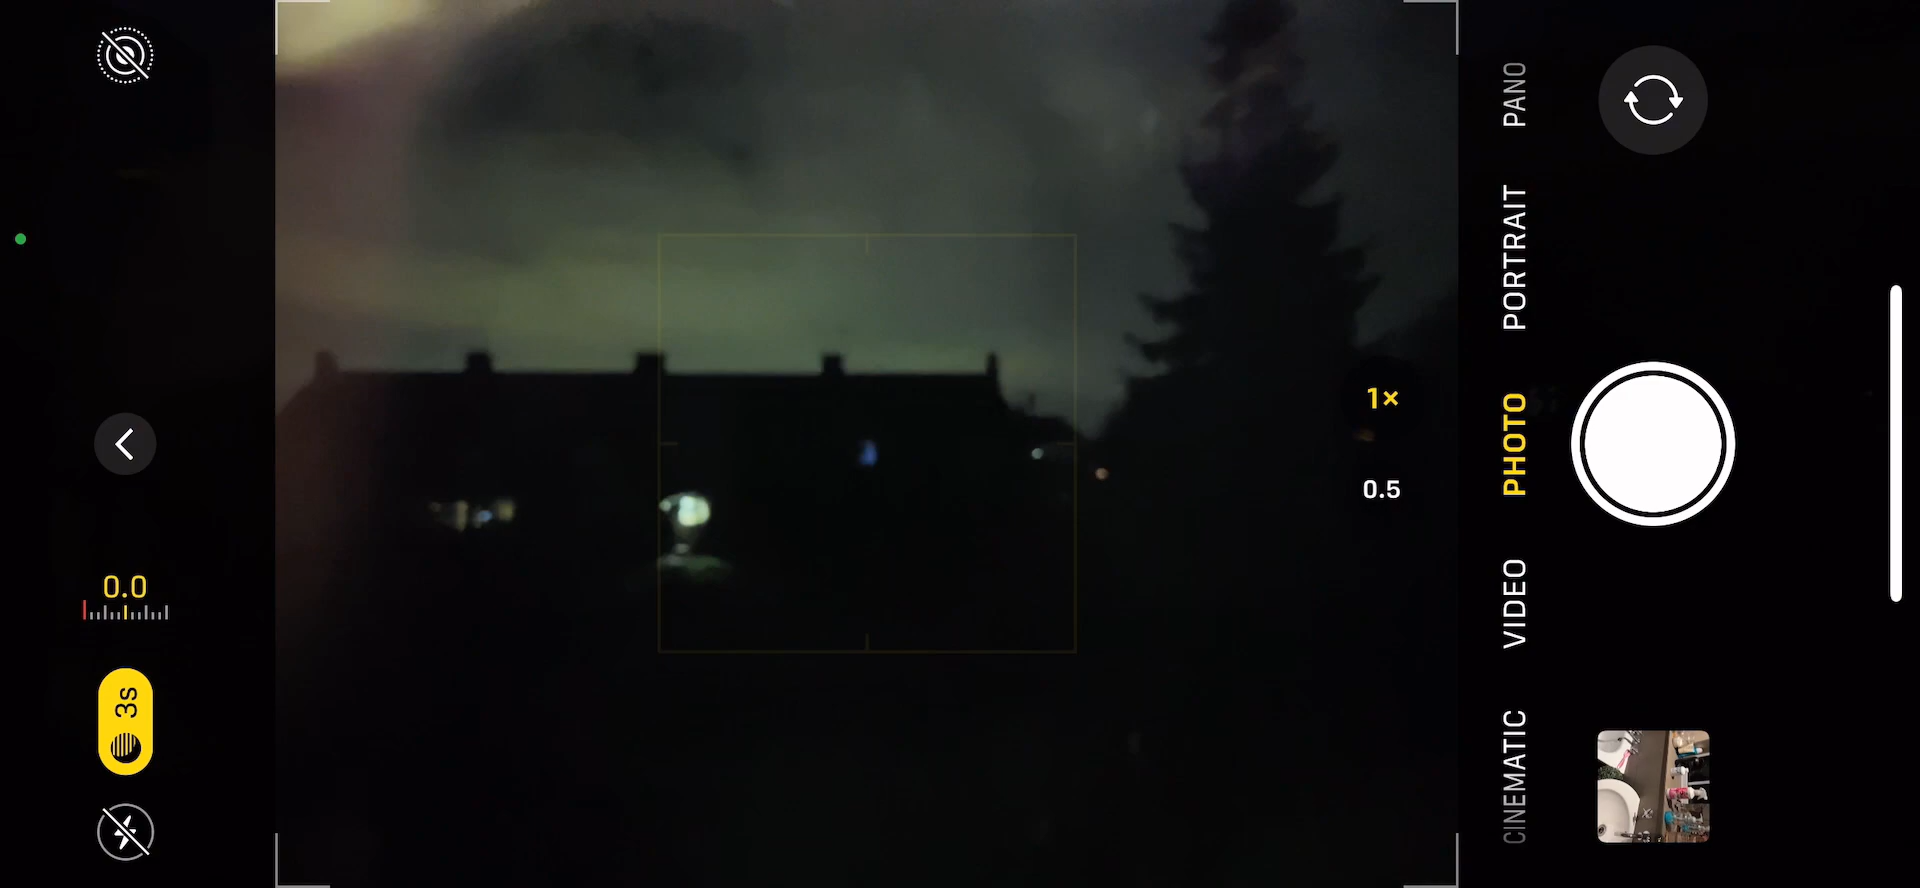 PANO
PORTRAIT
PHOTO
VIDEO
CINEMATIC
1×
0.5
0.0
3s